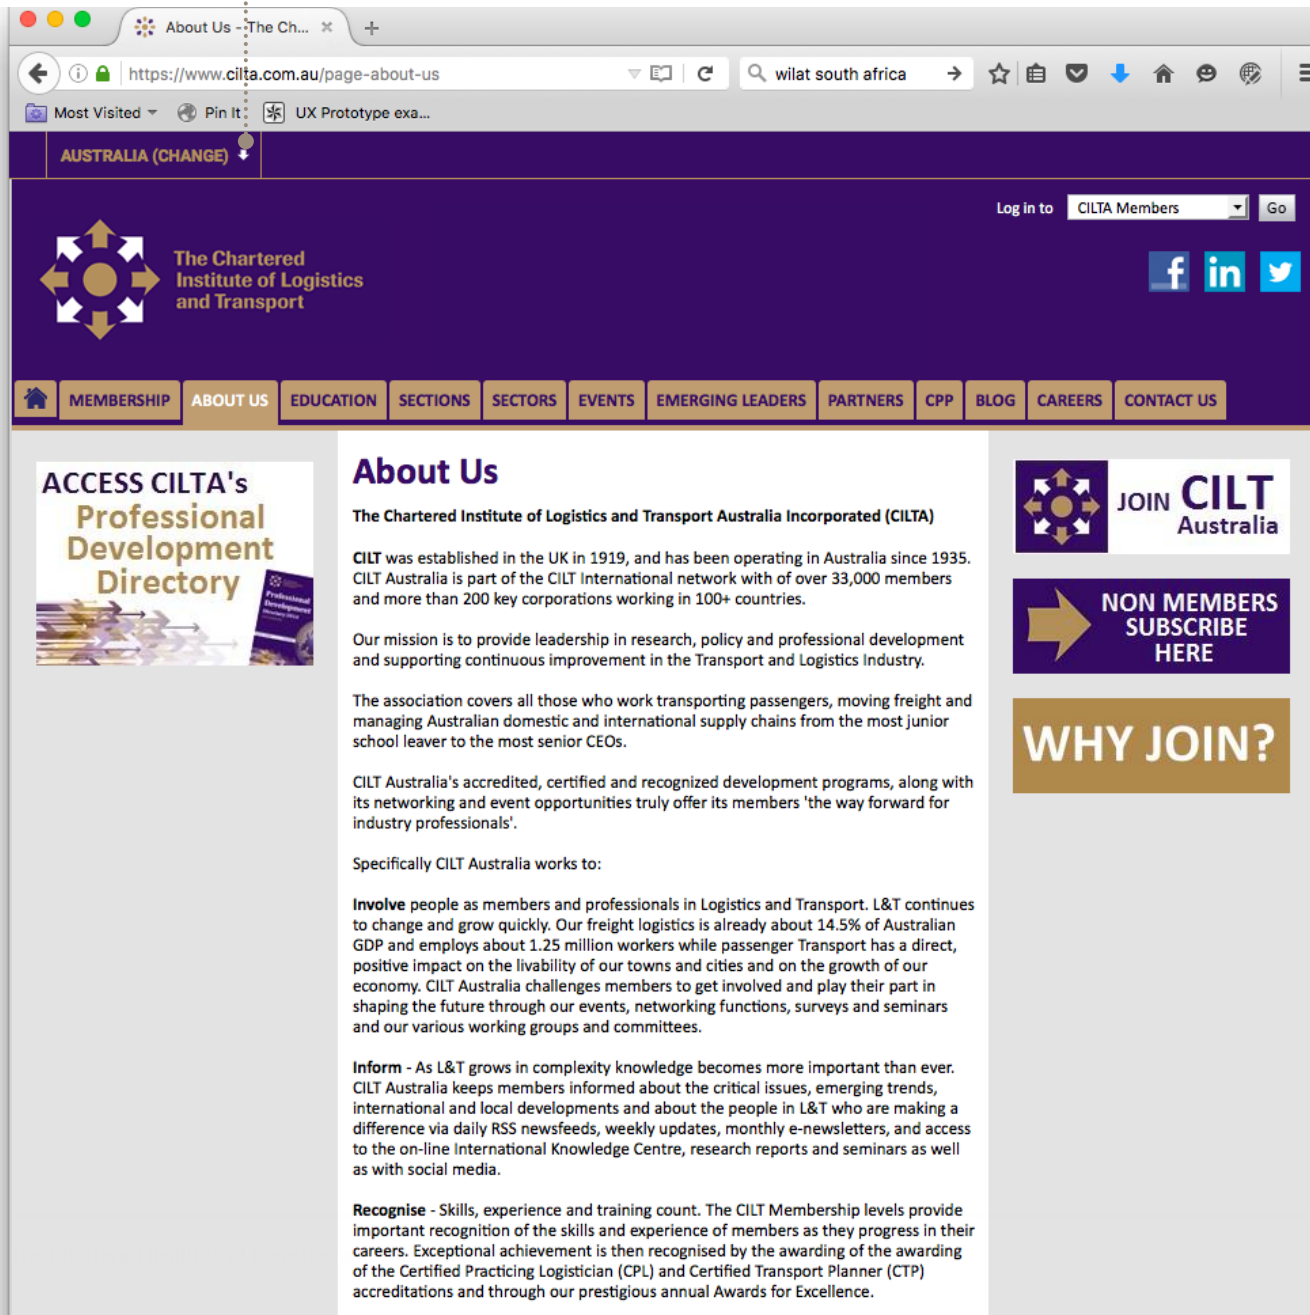 About Us - The Ch...
https://www.cilta.com.au/page-about-us
wilat south africa
Most Visited
Pin It
UX Prototype exa...
AUSTRALIA (CHANGE)
Log in to
CILTA Members
Go
The Chartered
Institute of Logistics
and Transport
f
in
MEMBERSHIP
ABOUT US
EDUCATION
SECTIONS
SECTORS
EVENTS
EMERGING LEADERS
PARTNERS
CPP
BLOG
CAREERS
CONTACT US
ACCESS CILTA's
Professional
Development
Directory
Professional
Development
About Us
The Chartered Institute of Logistics and Transport Australia Incorporated (CILTA)
CILT was established in the UK in 1919, and has been operating in Australia since 1935.
CILT Australia is part of the CILT International network with of over 33,000 members
and more than 200 key corporations working in 100+ countries.
Our mission is to provide leadership in research, policy and professional development
and supporting continuous improvement in the Transport and Logistics Industry.
The association covers all those who work transporting passengers, moving freight and
managing Australian domestic and international supply chains from the most junior
school leaver to the most senior CEOs.
CILT Australia's accredited, certified and recognized development programs, along with
its networking and event opportunities truly offer its members 'the way forward for
industry professionals'.
Specifically CILT Australia works to:
Involve people as members and professionals in Logistics and Transport. L&T continues
to change and grow quickly. Our freight logistics is already about 14.5% of Australian
GDP and employs about 1.25 million workers while passenger Transport has a direct,
positive impact on the livability of our towns and cities and on the growth of our
economy. CILT Australia challenges members to get involved and play their part in
shaping the future through our events, networking functions, surveys and seminars
and our various working groups and committees.
Inform - As L&T grows in complexity knowledge becomes more important than ever.
CILT Australia keeps members informed about the critical issues, emerging trends,
international and local developments and about the people in L&T who are making a
difference via daily RSS newsfeeds, weekly updates, monthly e-newsletters, and access
to the on-line International Knowledge Centre, research reports and seminars as well
as with social media.
Recognise - Skills, experience and training count. The CILT Membership levels provide
important recognition of the skills and experience of members as they progress in their
careers. Exceptional achievement is then recognised by the awarding of the awarding
of the Certified Practicing Logistician (CPL) and Certified Transport Planner (CTP)
accreditations and through our prestigious annual Awards for Excellence.
JOIN CILT
Australia
NON MEMBERS
SUBSCRIBE
HERE
WHY JOIN?